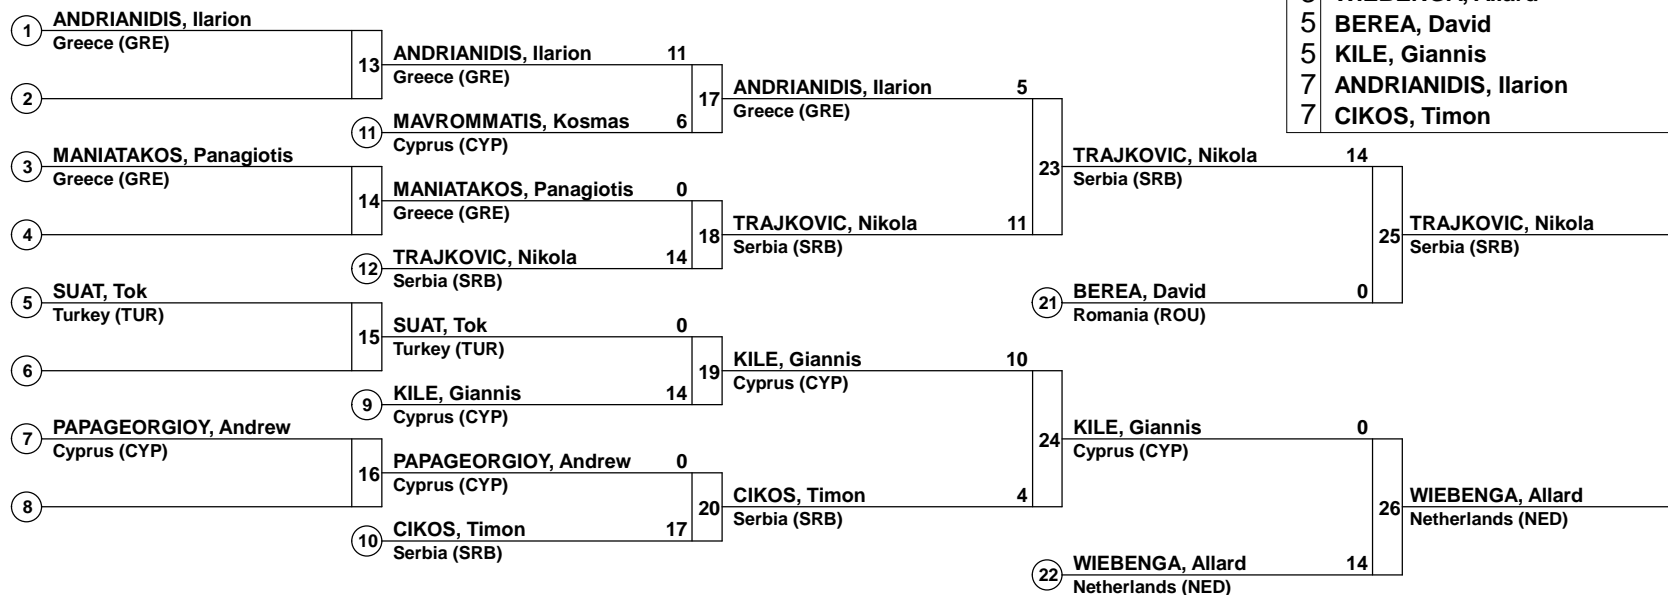 WIEBENGA, Allard
5 BEREA, David
5 KILE, Giannis
7 ANDRIANIDIS, Ilarion
7 CIKOS, Timon
1 ANDRIANIDIS, Ilarion
Greece (GRE)
2
3 MANIATAKOS, Panagiotis
Greece (GRE)
4
5 SUAT, Tok
Turkey (TUR)
6
7 PAPAGEORGIOY, Andrew
Cyprus (CYP)
8
13 ANDRIANIDIS, Ilarion 11
Greece (GRE)
11 MAVROMMATIS, Kosmas 6
Cyprus (CYP)
14 MANIATAKOS, Panagiotis 0
Greece (GRE)
12 TRAJKOVIC, Nikola 14
Serbia (SRB)
15 SUAT, Tok 0
Turkey (TUR)
9 KILE, Giannis 14
Cyprus (CYP)
16 PAPAGEORGIOY, Andrew 0
Cyprus (CYP)
10 CIKOS, Timon 17
Serbia (SRB)
17 ANDRIANIDIS, Ilarion 5
Greece (GRE)
18 TRAJKOVIC, Nikola 11
Serbia (SRB)
19 KILE, Giannis 10
Cyprus (CYP)
20 CIKOS, Timon 4
Serbia (SRB)
23 TRAJKOVIC, Nikola 14
Serbia (SRB)
21 BEREA, David 0
Romania (ROU)
24 KILE, Giannis 0
Cyprus (CYP)
22 WIEBENGA, Allard 14
Netherlands (NED)
25 TRAJKOVIC, Nikola
Serbia (SRB)
26 WIEBENGA, Allard
Netherlands (NED)